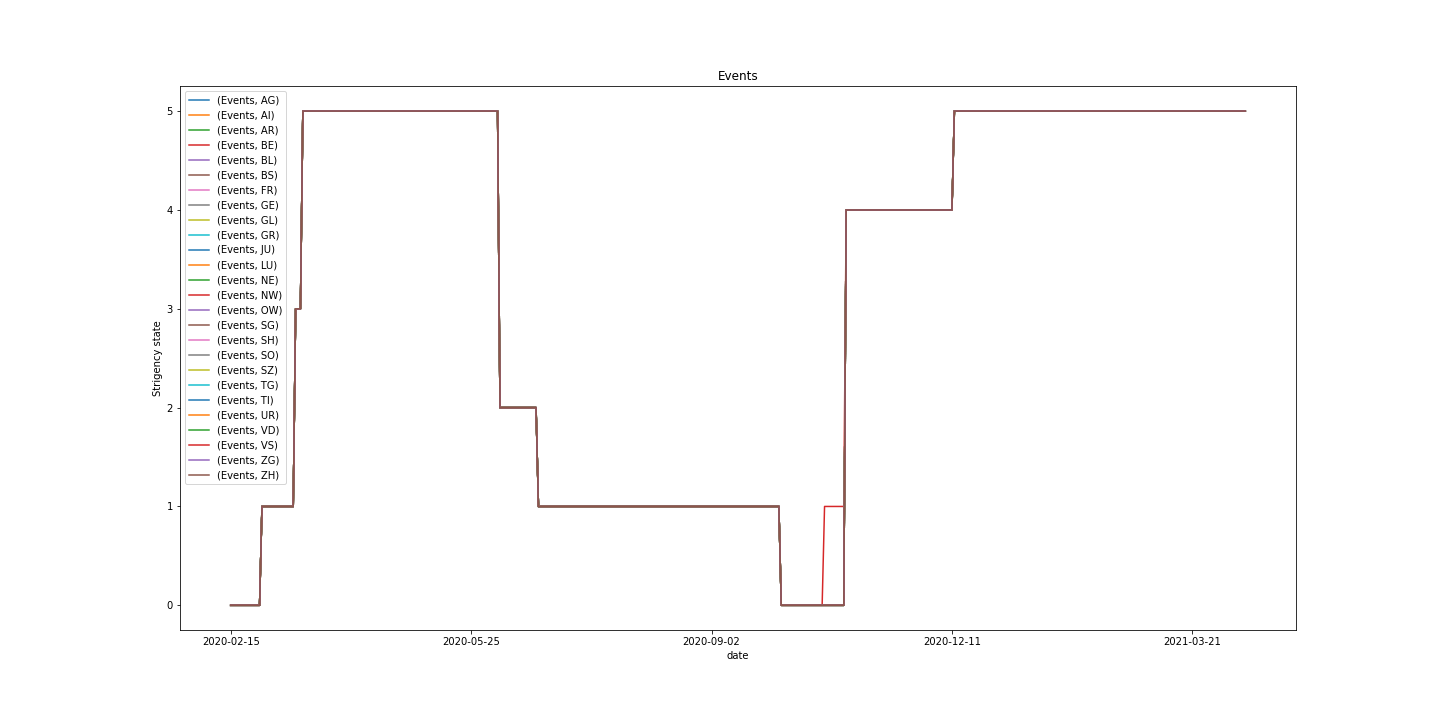 Events
(Events, AG)
(Events, AI)
(Events, AR)
(Events, BE)
(Events, BL)
(Events, BS)
(Events, FR)
(Events, GE)
(Events, GL)
(Events, GR)
(Events, JU)
(Events, LU)
(Events, NE)
(Events, NW)
(Events, OW)
(Events, SG)
(Events, SH)
(Events, SO)
(Events, SZ)
(Events, TG)
(Events, TI)
(Events, UR)
(Events, VD)
(Events, VS)
(Events, ZG)
(Events, ZH)
Strigency state
5
4
3
2
1
0
2020-02-15
2020-05-25
2020-09-02
2020-12-11
2021-03-21
date